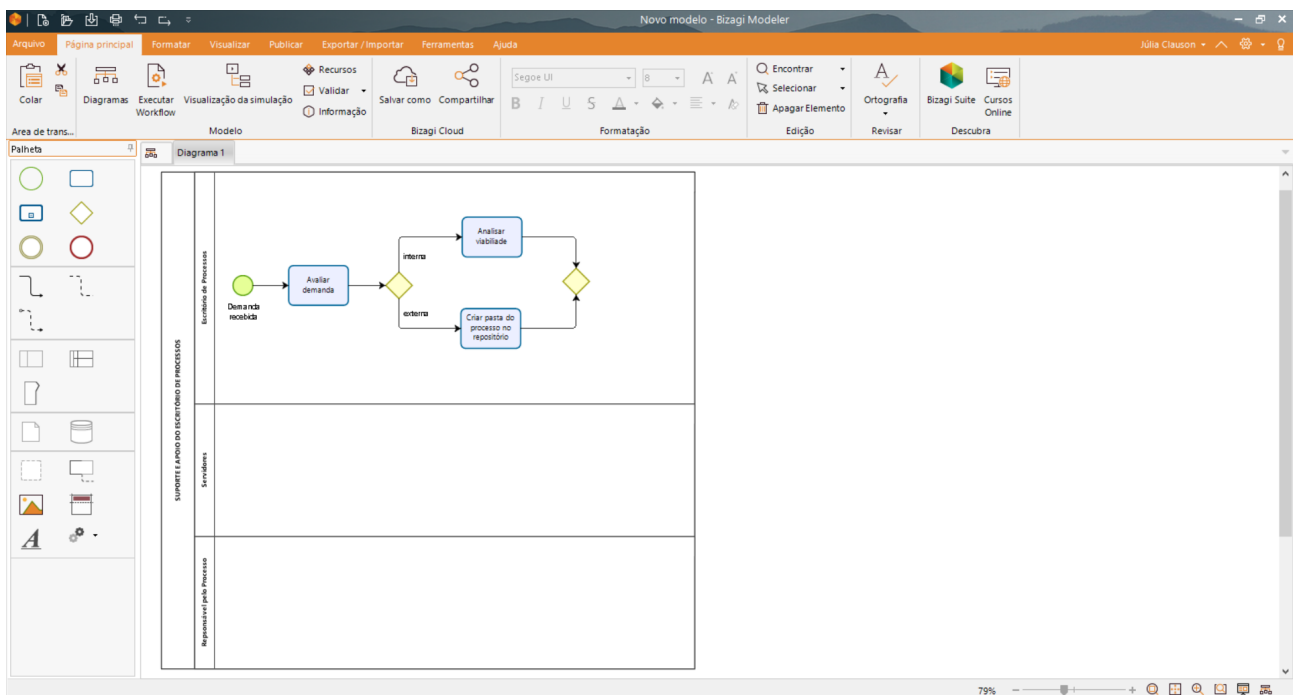 Novo modelo - Bizagi Modeler
Arquivo Página principal Formatar Visualizar Publicar Exportar / Importar Ferramentas Ajuda Júlia Clauson
Colar
Area de trans...
Diagramas
Executar
Workflow
Visualização da simulação
Recursos
Validar
Informação
Modelo
Salvar como
Compartilhar
Bizagi Cloud
Segoe UI
8
A A
B I U S A
Formatação
Encontrar
Selecionar
Apagar Elemento
Edição
Ortografia
Revisar
Bizagi Suite
Cursos
Online
Descubra
Palheta
A
Diagrama 1
SUPORTE E APOIO DO ESCRITÓRIO DE PROCESSOS
Escritório de Processos
Demanda
recebida
Avaliar
demanda
interna
externa
Analisar
viabiliade
Criar pasta do
processo no
repositório
Servidores
Repsonsável pelo Processo
79%